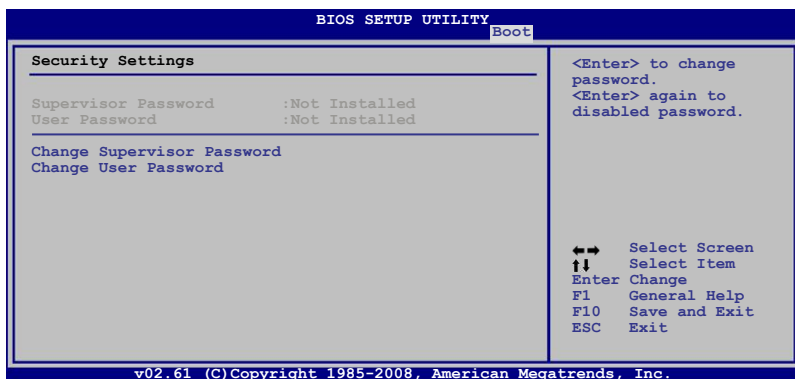 BIOS SETUP UTILITY
Boot
Security Settings
Supervisor Password :Not Installed
User Password :Not Installed
Change Supervisor Password
Change User Password
<Enter> to change
password.
<Enter> again to
disabled password.
←→ Select Screen
↑↓ Select Item
Enter Change
F1 General Help
F10 Save and Exit
ESC Exit
v02.61 (C)Copyright 1985-2008, American Megatrends, Inc.